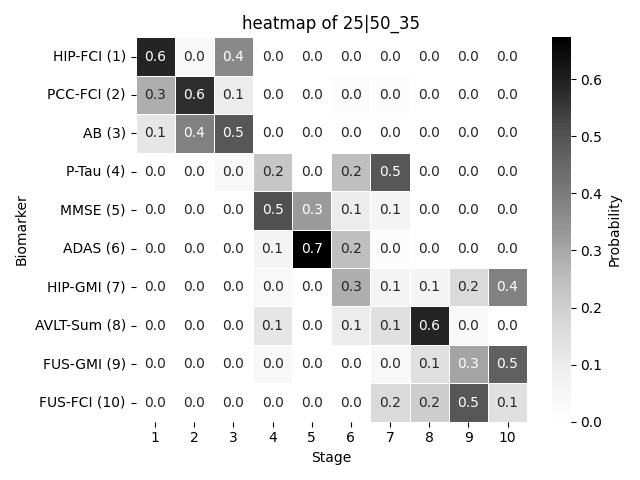 heatmap of 25|50_35
HIP-FCI (1) 0.6 0.0 0.4 0.0 0.0 0.0 0.0 0.0 0.0 0.0
PCC-FCI (2) 0.3 0.6 0.1 0.0 0.0 0.0 0.0 0.0 0.0 0.0
AB (3) 0.1 0.4 0.5 0.0 0.0 0.0 0.0 0.0 0.0 0.0
P-Tau (4) 0.0 0.0 0.0 0.2 0.0 0.2 0.5 0.0 0.0 0.0
MMSE (5) 0.0 0.0 0.0 0.5 0.3 0.1 0.1 0.0 0.0 0.0
ADAS (6) 0.0 0.0 0.0 0.1 0.7 0.2 0.0 0.0 0.0 0.0
HIP-GMI (7) 0.0 0.0 0.0 0.0 0.0 0.3 0.1 0.1 0.2 0.4
AVLT-Sum (8) 0.0 0.0 0.0 0.1 0.0 0.1 0.1 0.6 0.0 0.0
FUS-GMI (9) 0.0 0.0 0.0 0.0 0.0 0.0 0.0 0.1 0.3 0.5
FUS-FCI (10) 0.0 0.0 0.0 0.0 0.0 0.0 0.2 0.2 0.5 0.1
1 2 3 4 5 6 7 8 9 10
Stage
Biomarker
0.6
0.5
0.4
0.3
0.2
0.1
0.0
Probability